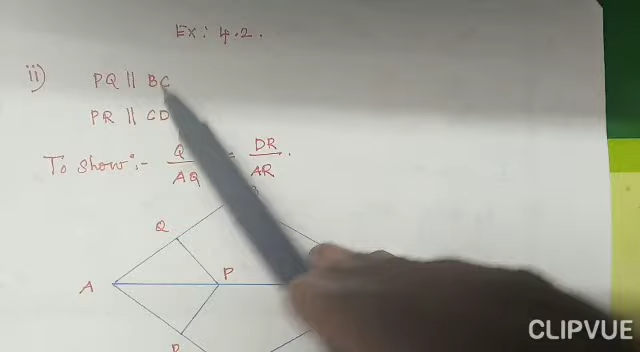 Ex: 4.2.
ii) PQ || BC
PR || CD
To show:- Q = DR
AQ AR
B
Q
A P
R
CLIPVUE